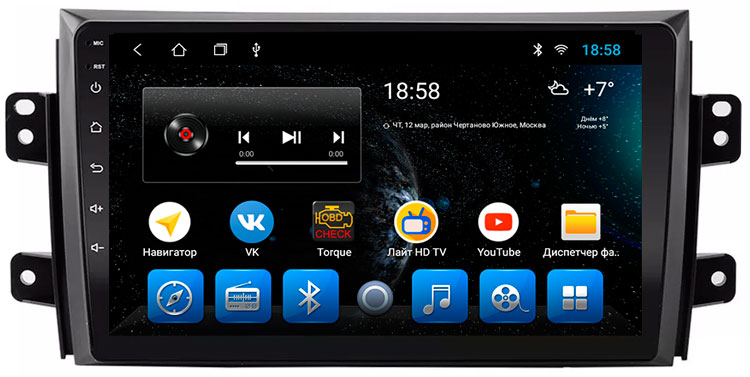 MIC
RST
18:58
18:58
+7°
ЧТ, 12 мар, район Чертаново Южное, Москва
Днём +8°
Ночью +5°
0:00
0:00
OBD
CHECK
Навигатор
VK
Torque
Лайт HD TV
YouTube
Диспетчер фа..